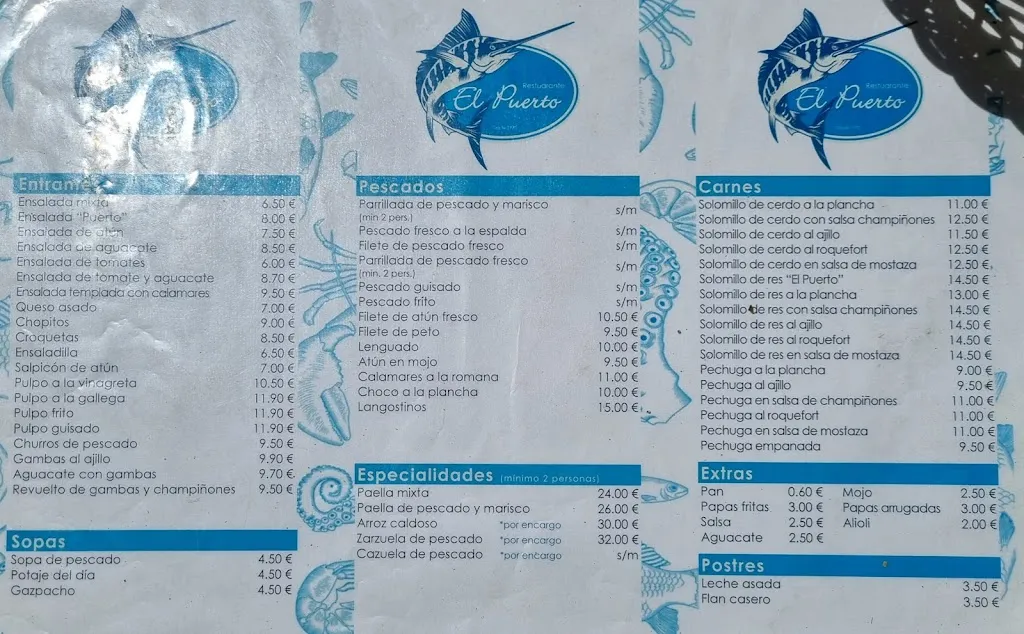 El Puerto
Entrantes
Ensalada mixta 6.50 €
Ensalada "Puerto" 8.00 €
Ensalada de atún 7.50 €
Ensalada de aguacate 8.50 €
Ensalada de tomates 6.00 €
Ensalada de tomate y aguacate 8.70 €
Ensalada templada con calamares 9.50 €
Queso asado 7.00 €
Chopitos 9.00 €
Croquetas 8.50 €
Ensaladilla 6.50 €
Salpicón de atún 7.00 €
Pulpo a la vinagreta 10.50 €
Pulpo a la gallega 11.90 €
Pulpo frito 11.90 €
Pulpo guisado 11.90 €
Churros de pescado 9.50 €
Gambas al ajillo 9.90 €
Aguacate con gambas 9.70 €
Revuelto de gambas y champiñones 9.50 €
Sopas
Sopa de pescado 4.50 €
Potaje del día 4.50 €
Gazpacho 4.50 €
Restaurante
El Puerto
Pescados
Parrillada de pescado y marisco s/m
(min 2 pers.)
Pescado fresco a la espalda s/m
Filete de pescado fresco s/m
Parrillada de pescado fresco s/m
(min. 2 pers.)
Pescado guisado s/m
Pescado frito s/m
Filete de atún fresco 10.50 €
Filete de peto 9.50 €
Lenguado 10.00 €
Atún en mojo 9.50 €
Calamares a la romana 11.00 €
Choco a la plancha 10.00 €
Langostinos 15.00 €
Especialidades (mínimo 2 personas)
Paella mixta 24.00 €
Paella de pescado y marisco 26.00 €
Arroz caldoso *por encargo 30.00 €
Zarzuela de pescado *por encargo 32.00 €
Cazuela de pescado *por encargo s/m
Restaurante
El Puerto
Carnes
Solomillo de cerdo a la plancha 11.00 €
Solomillo de cerdo con salsa champiñones 12.50 €
Solomillo de cerdo al ajillo 11.50 €
Solomillo de cerdo al roquefort 12.50 €
Solomillo de cerdo en salsa de mostaza 12.50 €
Solomillo de res "El Puerto" 14.50 €
Solomillo de res a la plancha 13.00 €
Solomillo de res con salsa champiñones 14.50 €
Solomillo de res al ajillo 14.50 €
Solomillo de res al roquefort 14.50 €
Solomillo de res en salsa de mostaza 14.50 €
Pechuga a la plancha 9.00 €
Pechuga al ajillo 9.50 €
Pechuga en salsa de champiñones 11.00 €
Pechuga al roquefort 11.00 €
Pechuga en salsa de mostaza 11.00 €
Pechuga empanada 9.50 €
Extras
Pan 0.60 € Mojo 2.50 €
Papas fritas 3.00 € Papas arrugadas 3.00 €
Salsa 2.50 € Alioli 2.00 €
Aguacate 2.50 €
Postres
Leche asada 3.50 €
Flan casero 3.50 €